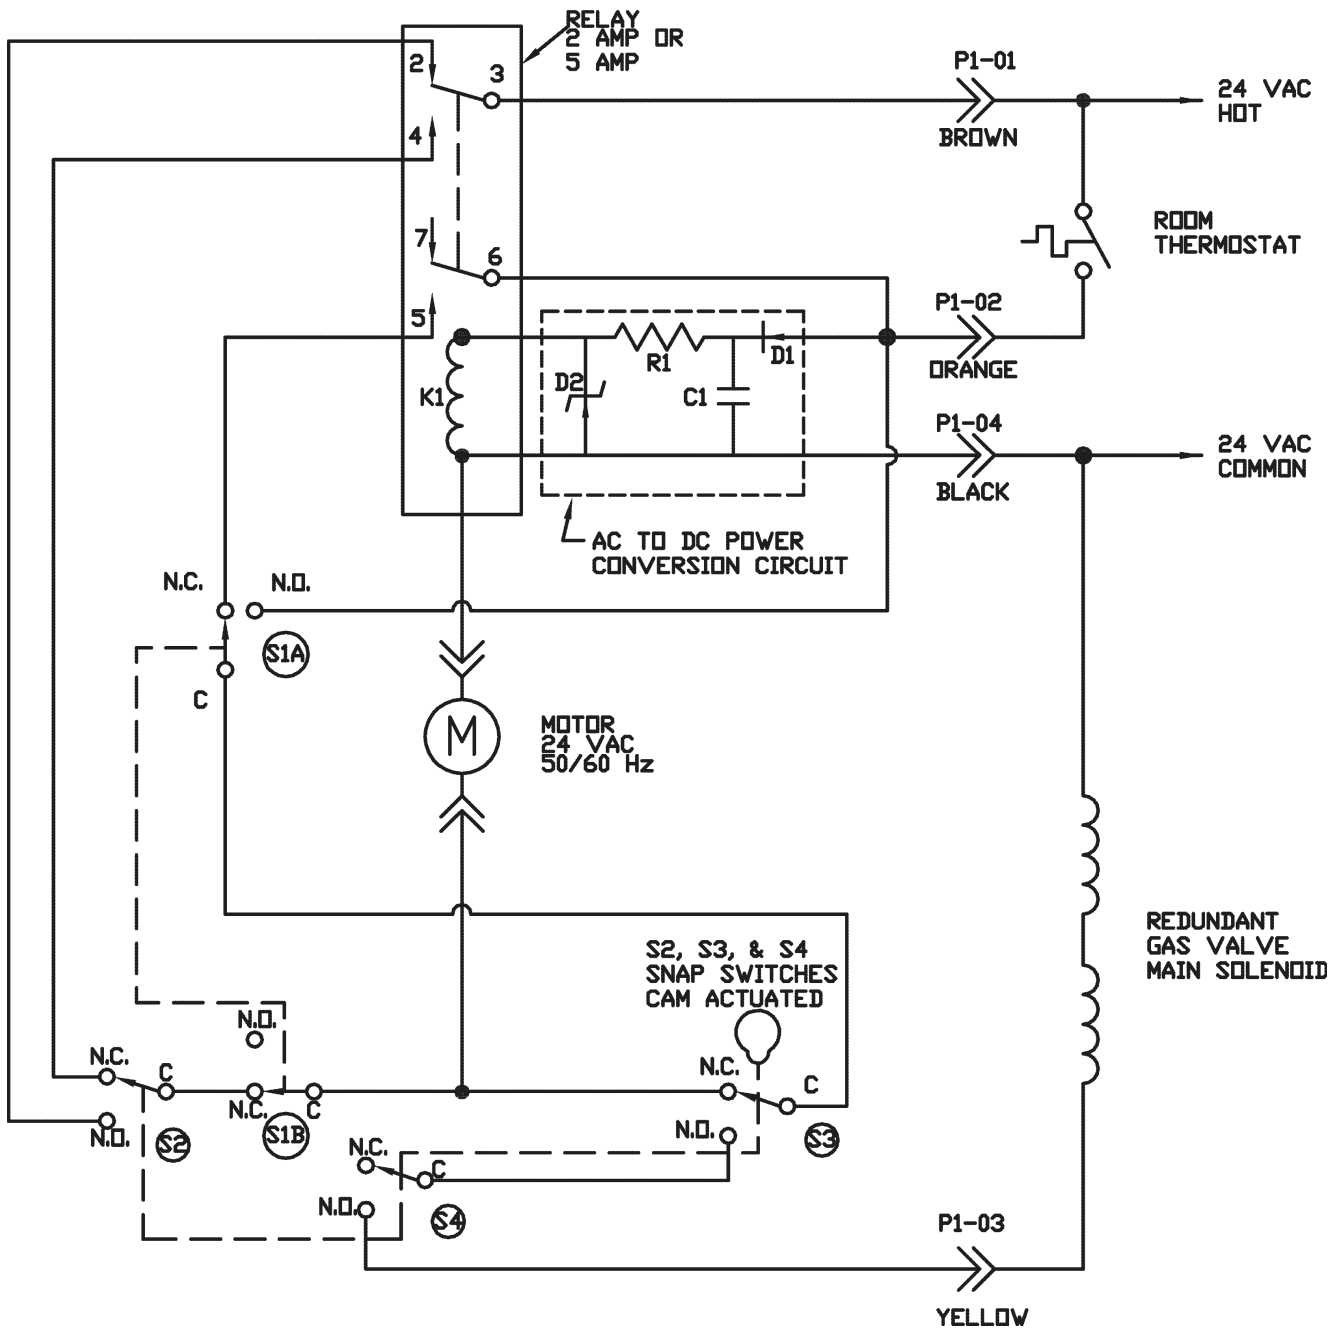 RELAY
2 AMP OR
5 AMP
2
3
P1-01
24 VAC
HOT
4
BROWN
7
6
ROOM
THERMOSTAT
5
P1-02
R1
D1
ORANGE
K1
D2
C1
P1-04
24 VAC
COMMON
BLACK
AC TO DC POWER
CONVERSION CIRCUIT
N.C.
N.O.
S1A
C
M
MOTOR
24 VAC
50/60 Hz
REDUNDANT
GAS VALVE
MAIN SOLENOID
S2, S3, & S4
SNAP SWITCHES
CAM ACTUATED
N.O.
N.C.
C
N.C.
C
N.C.
C
N.O.
S2
S1B
N.O.
S3
N.C.
C
N.O.
S4
P1-03
YELLOW